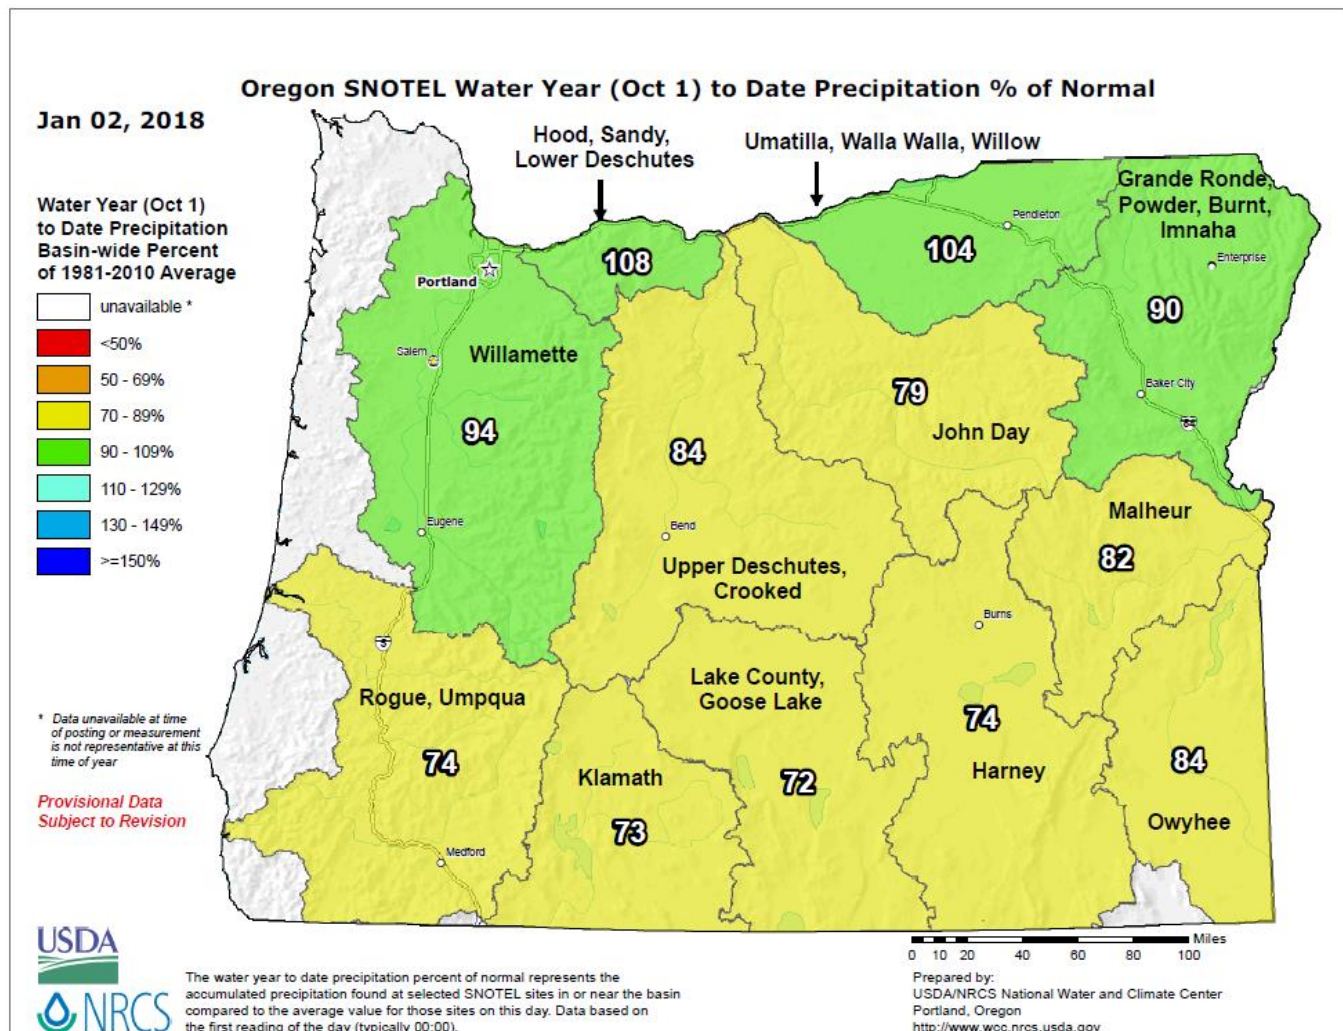 Oregon SNOTEL Water Year (Oct 1) to Date Precipitation % of Normal
Jan 02, 2018
Hood, Sandy,
Lower Deschutes
Umatilla, Walla Walla, Willow
Water Year (Oct 1)
to Date Precipitation
Basin-wide Percent
of 1981-2010 Average
unavailable *
<50%
50 - 69%
70 - 89%
90 - 109%
110 - 129%
130 - 149%
>=150%
Grande Ronde,
Powder, Burnt,
Imnaha
Pendleton
Enterprise
104
108
90
Portland
Salem
Willamette
94
Baker City
84
79
John Day
84
Eugene
Bend
Malheur
82
Upper Deschutes,
Crooked
Burns
5
Rogue, Umpqua
74
Lake County,
Goose Lake
72
74
Harney
Klamath
73
84
Owyhee
Medford
* Data unavailable at time
of posting or measurement
is not representative at this
time of year
Provisional Data
Subject to Revision
Miles
0 10 20 40 60 80 100
USDA
NRCS
The water year to date precipitation percent of normal represents the
accumulated precipitation found at selected SNOTEL sites in or near the basin
compared to the average value for those sites on this day. Data based on
the first reading of the day (typically 00:00).
Prepared by:
USDA/NRCS National Water and Climate Center
Portland, Oregon
http://www.wcc.nrcs.usda.gov